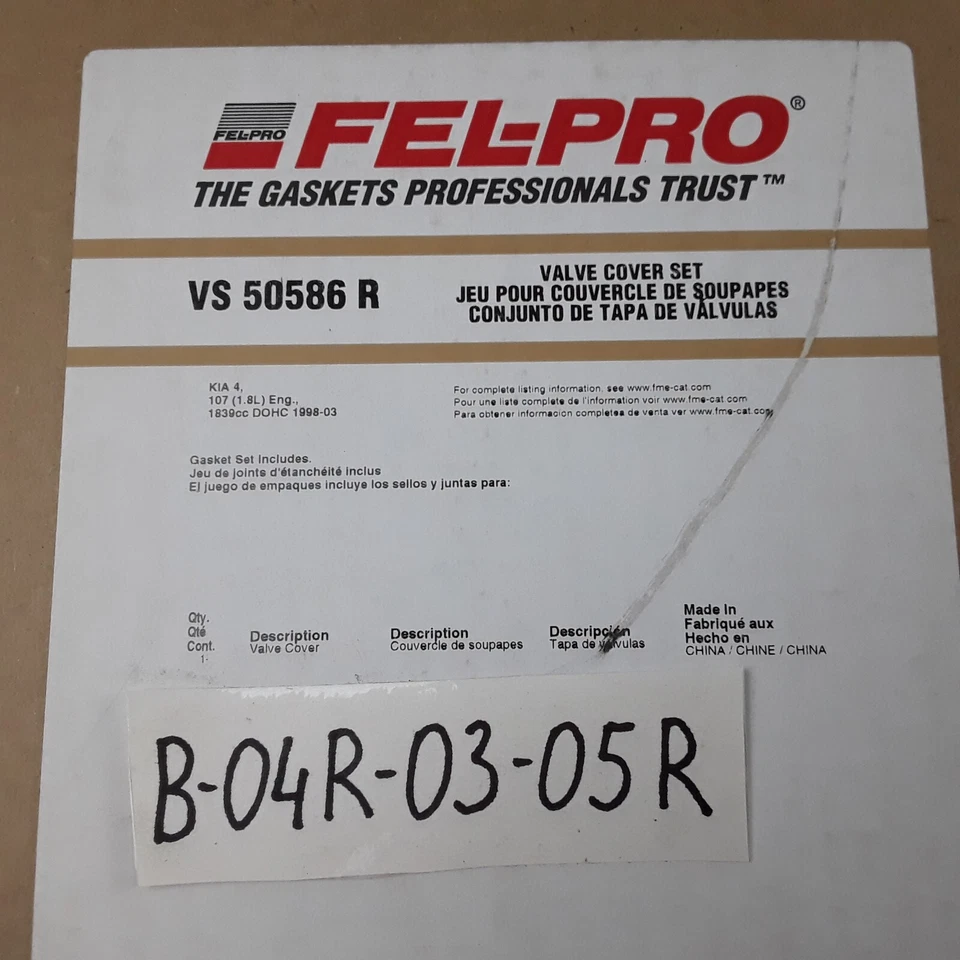 FEL-PRO
FEL-PRO®
THE GASKETS PROFESSIONALS TRUST™
VS 50586 R
VALVE COVER SET
JEU POUR COUVERCLE DE SOUPAPES
CONJUNTO DE TAPA DE VÁLVULAS
KIA 4,
107 (1.8L) Eng.,
1839cc DOHC 1998-03
For complete listing information, see www.fme-cat.com
Pour une liste complète de l'information voir www.fme-cat.com
Para obtener informacion completea de venta ver www.fme-cat.com
Gasket Set Includes.
Jeu de joints d'étanchéité inclus
El juego de empaques incluye los sellos y juntas para:
Qty.
Qté
Cont.
1
Description
Valve Cover
Description
Couvercle de soupapes
Descripción
Tapa de válvulas
Made In
Fabriqué aux
Hecho en
CHINA / CHINE / CHINA
B-04R-03-05R